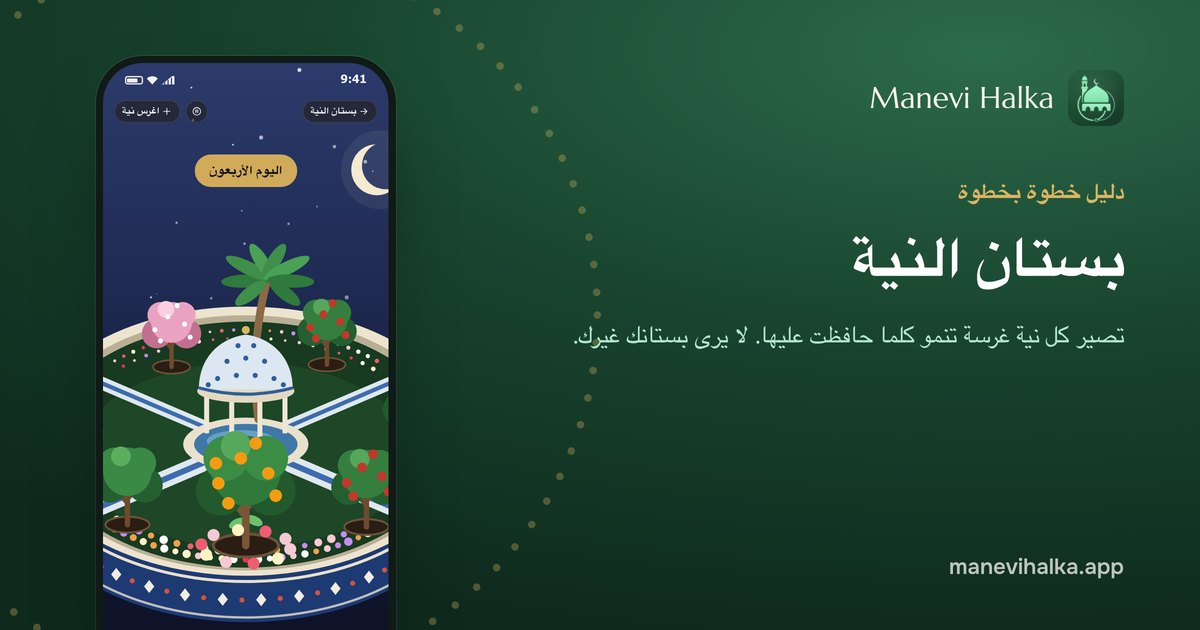 9:41
→ بستان النية
+ اغرس نية
اليوم الأربعون
Manevi Halka
دليل خطوة بخطوة
بستان النية
تصير كل نية غرسة تنمو كلما حافظت عليها. لا يرى بستانك غيرك.
manevihalka.app